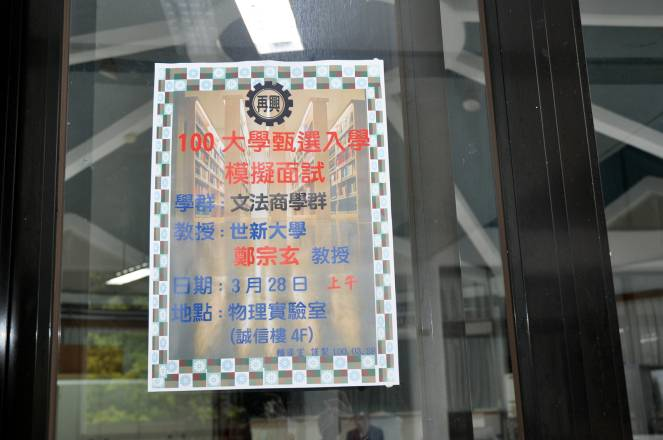 再興
100 大學甄選入學
模擬面試
學群：文法商學群
教授：世新大學
鄭宗玄 教授
日期：3 月 28 日 上午
地點：物理實驗室
(誠信樓 4F)